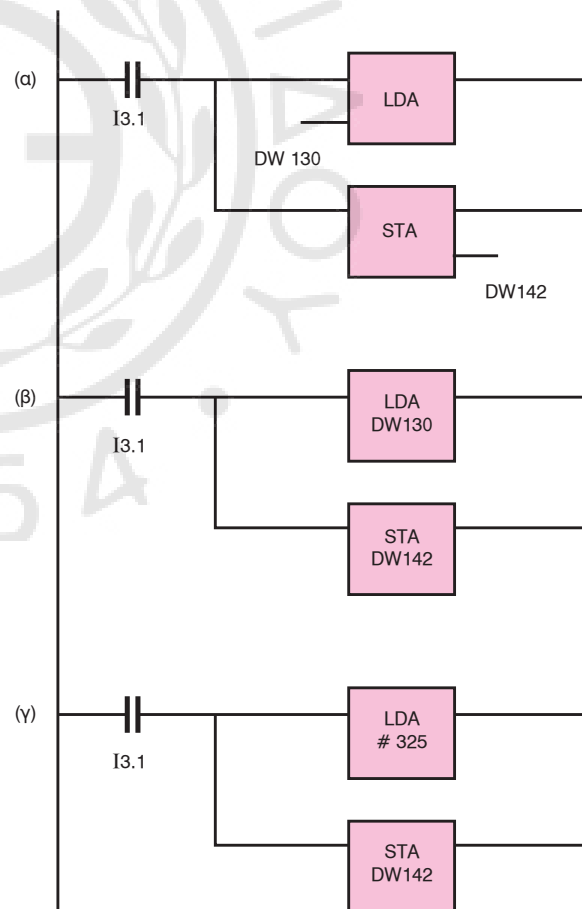 (α)
I3.1
LDA
DW 130
STA
DW142
(β)
I3.1
LDA
DW130
STA
DW142
(γ)
I3.1
LDA
# 325
STA
DW142